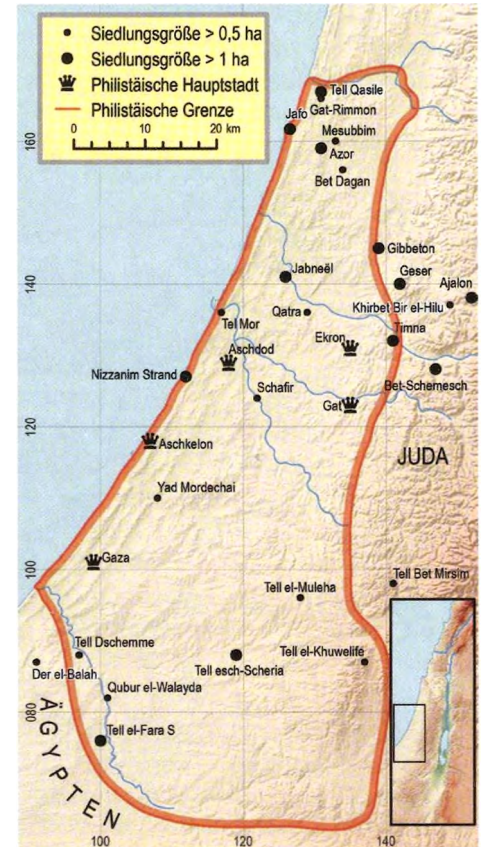 Siedlungsgröße > 0,5 ha
Siedlungsgröße > 1 ha
Philistäische Hauptstadt
Philistäische Grenze
0 10 20 km
Tell Qasile
Gat-Rimmon
Jafo
Mesubbim
160
Azor
Bet Dagan
Gibbeton
Jabneël
Geser
Ajalon
140
Khirbet Bir el-Hilu
Qatra
Tel Mor
Timna
Ekron
Aschdod
Nizzanim Strand
Bet-Schemesch
Schafir
Gat
120
Aschkelon
JUDA
Yad Mordechai
Gaza
100
Tell Bet Mirsim
Tell el-Muleha
Tell Dschemme
Tell el-Khuwelife
Der el-Balah
Tell esch-Scheria
Qubur el-Walayda
080
Tell el-Fara S
ÄGYPTEN
100 120 140